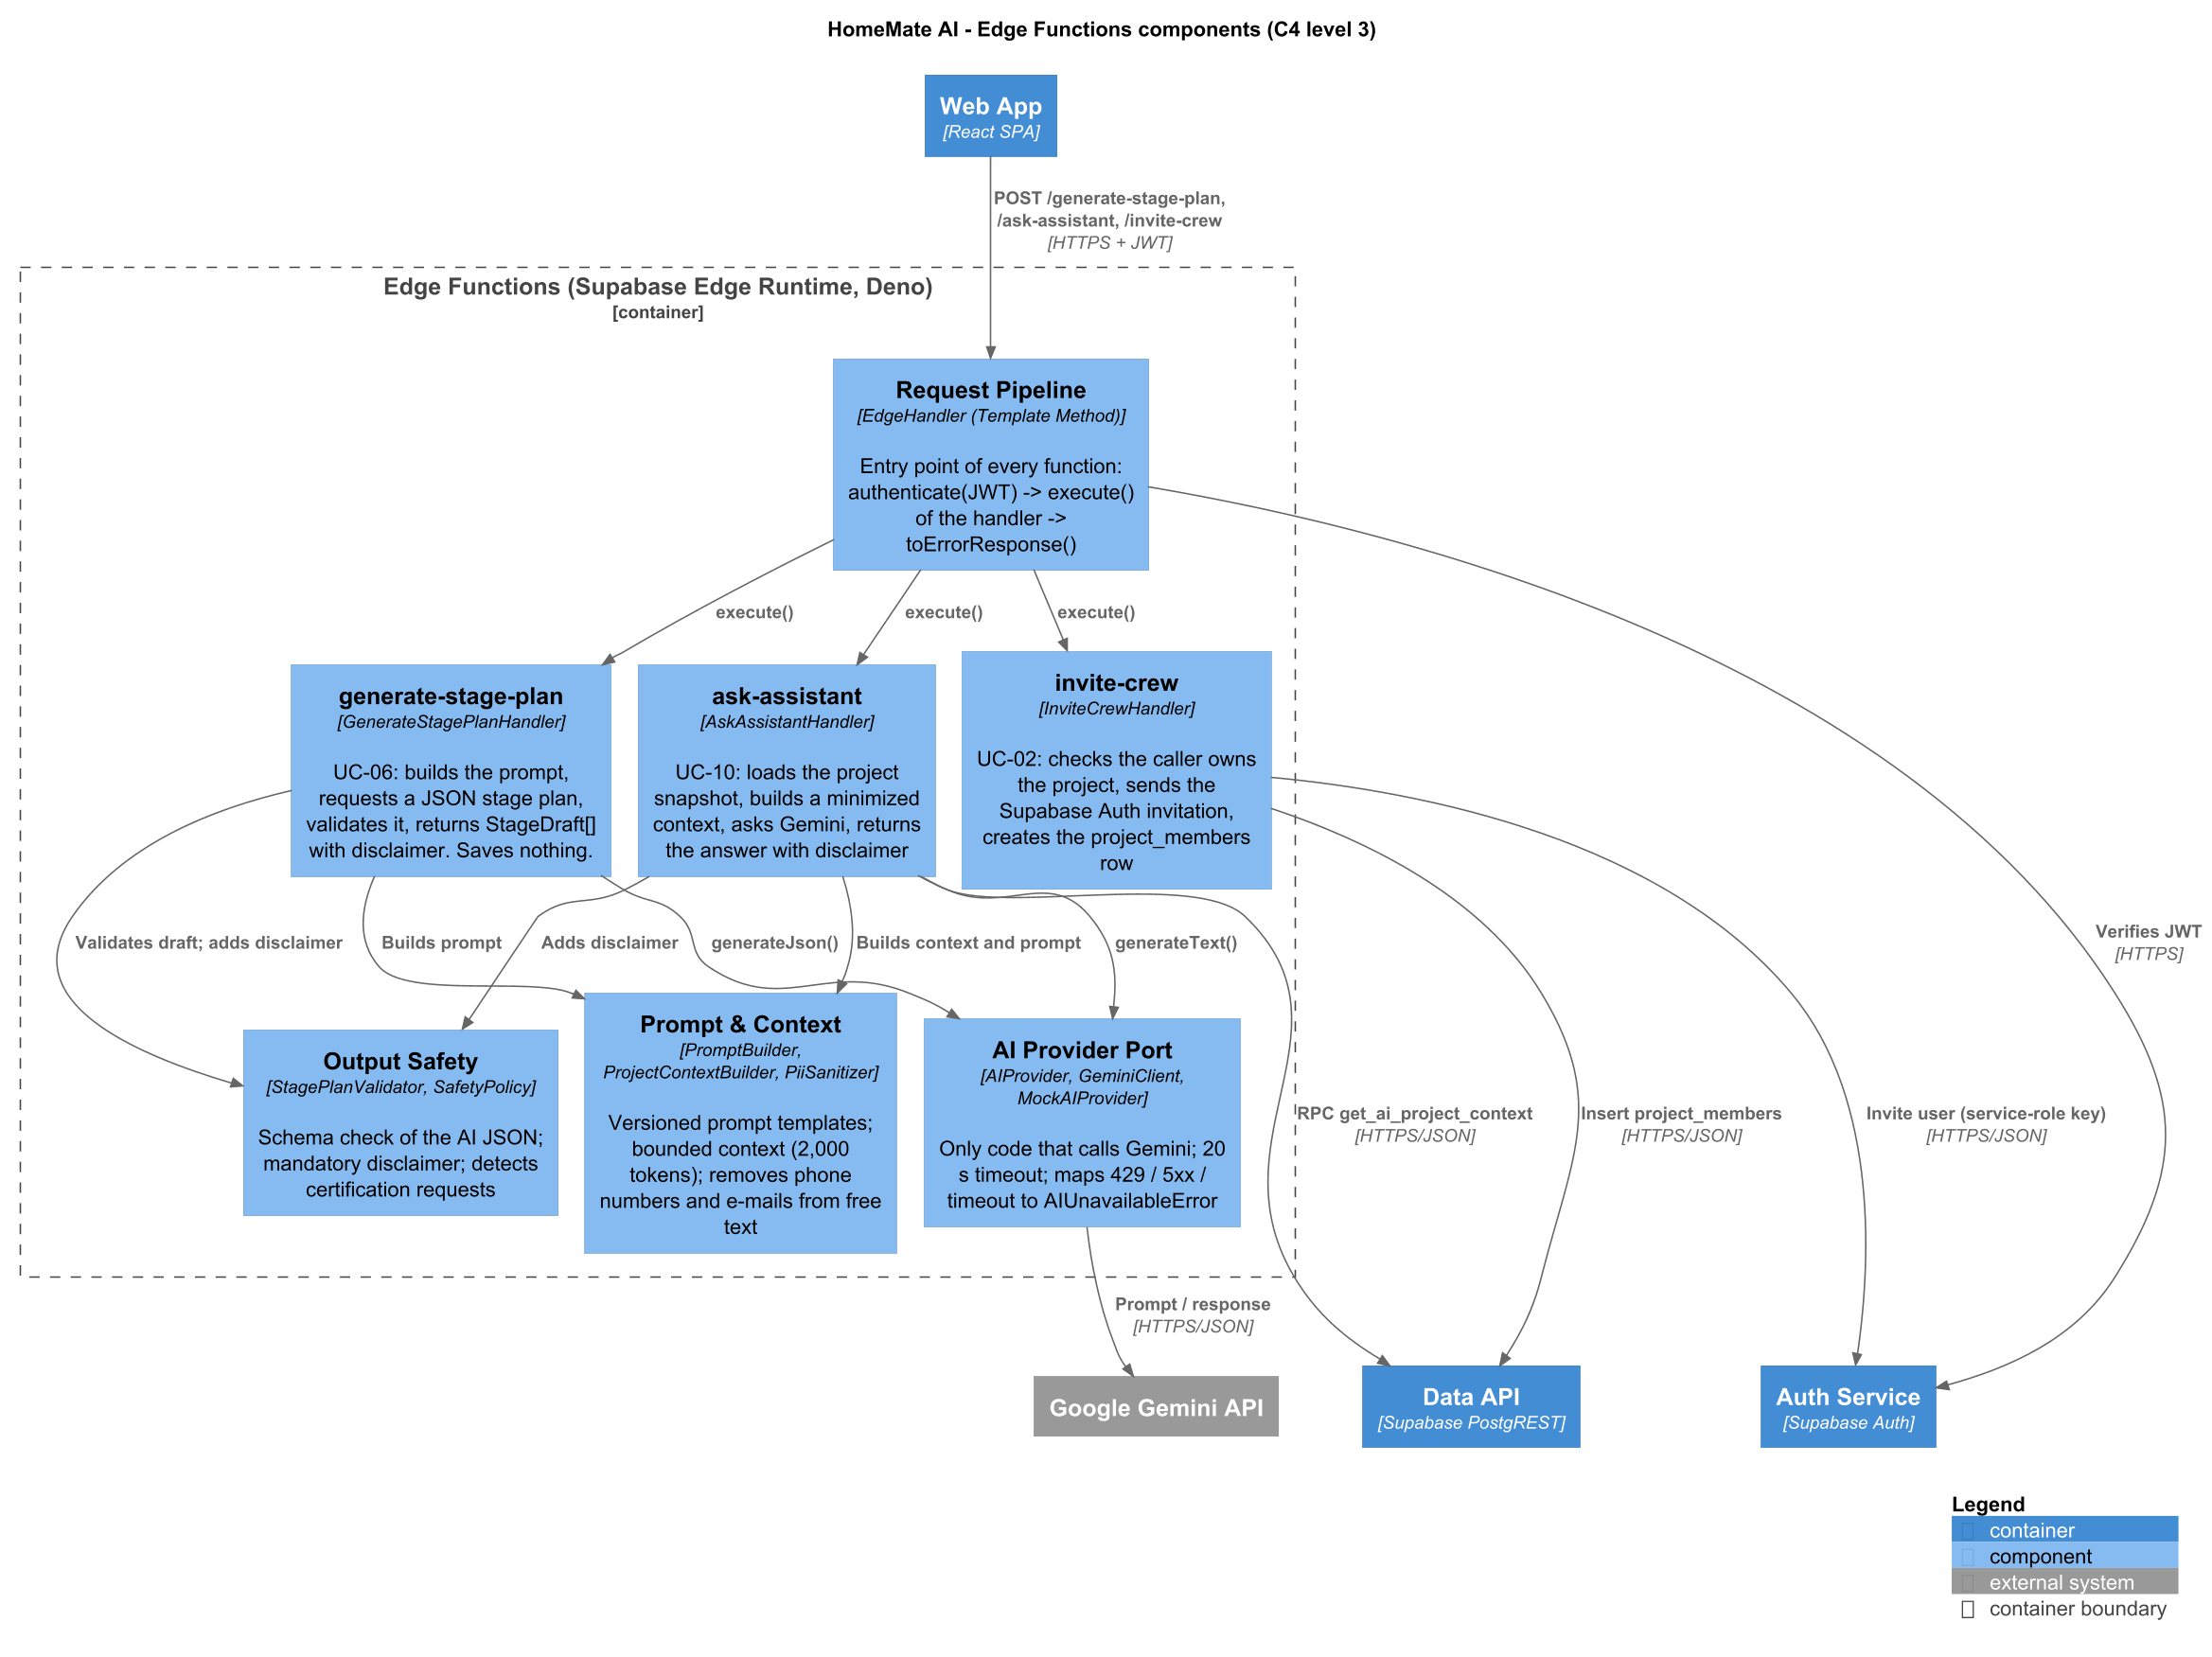 HomeMate AI - Edge Functions components (C4 level 3)
Web App
[React SPA]
POST /generate-stage-plan,
/ask-assistant, /invite-crew
[HTTPS + JWT]
Edge Functions (Supabase Edge Runtime, Deno)
[container]
Request Pipeline
[EdgeHandler (Template Method)]
Entry point of every function:
authenticate(JWT) -> execute()
of the handler ->
toErrorResponse()
execute()
execute()
execute()
generate-stage-plan
[GenerateStagePlanHandler]
UC-06: builds the prompt,
requests a JSON stage plan,
validates it, returns StageDraft[]
with disclaimer. Saves nothing.
ask-assistant
[AskAssistantHandler]
UC-10: loads the project
snapshot, builds a minimized
context, asks Gemini, returns
the answer with disclaimer
invite-crew
[InviteCrewHandler]
UC-02: checks the caller owns
the project, sends the
Supabase Auth invitation,
creates the project_members
row
Validates draft; adds disclaimer
Builds prompt
Adds disclaimer
generateJson()
Builds context and prompt
generateText()
Verifies JWT
[HTTPS]
Output Safety
[StagePlanValidator, SafetyPolicy]
Schema check of the AI JSON;
mandatory disclaimer; detects
certification requests
Prompt & Context
[PromptBuilder,
ProjectContextBuilder, PiiSanitizer]
Versioned prompt templates;
bounded context (2,000
tokens); removes phone
numbers and e-mails from free
text
AI Provider Port
[AIProvider, GeminiClient,
MockAIProvider]
Only code that calls Gemini; 20
s timeout; maps 429 / 5xx /
timeout to AIUnavailableError
RPC get_ai_project_context
[HTTPS/JSON]
Insert project_members
[HTTPS/JSON]
Invite user (service-role key)
[HTTPS/JSON]
Prompt / response
[HTTPS/JSON]
Google Gemini API
Data API
[Supabase PostgREST]
Auth Service
[Supabase Auth]
Legend
container
component
external system
container boundary